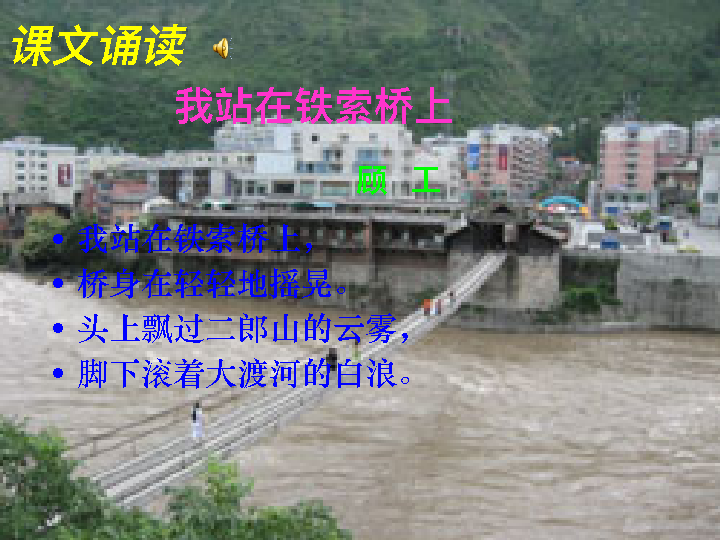 课文诵读
我站在铁索桥上
顾 工
• 我站在铁索桥上，
• 桥身在轻轻地摇晃。
• 头上飘过二郎山的云雾，
• 脚下滚着大渡河的白浪。